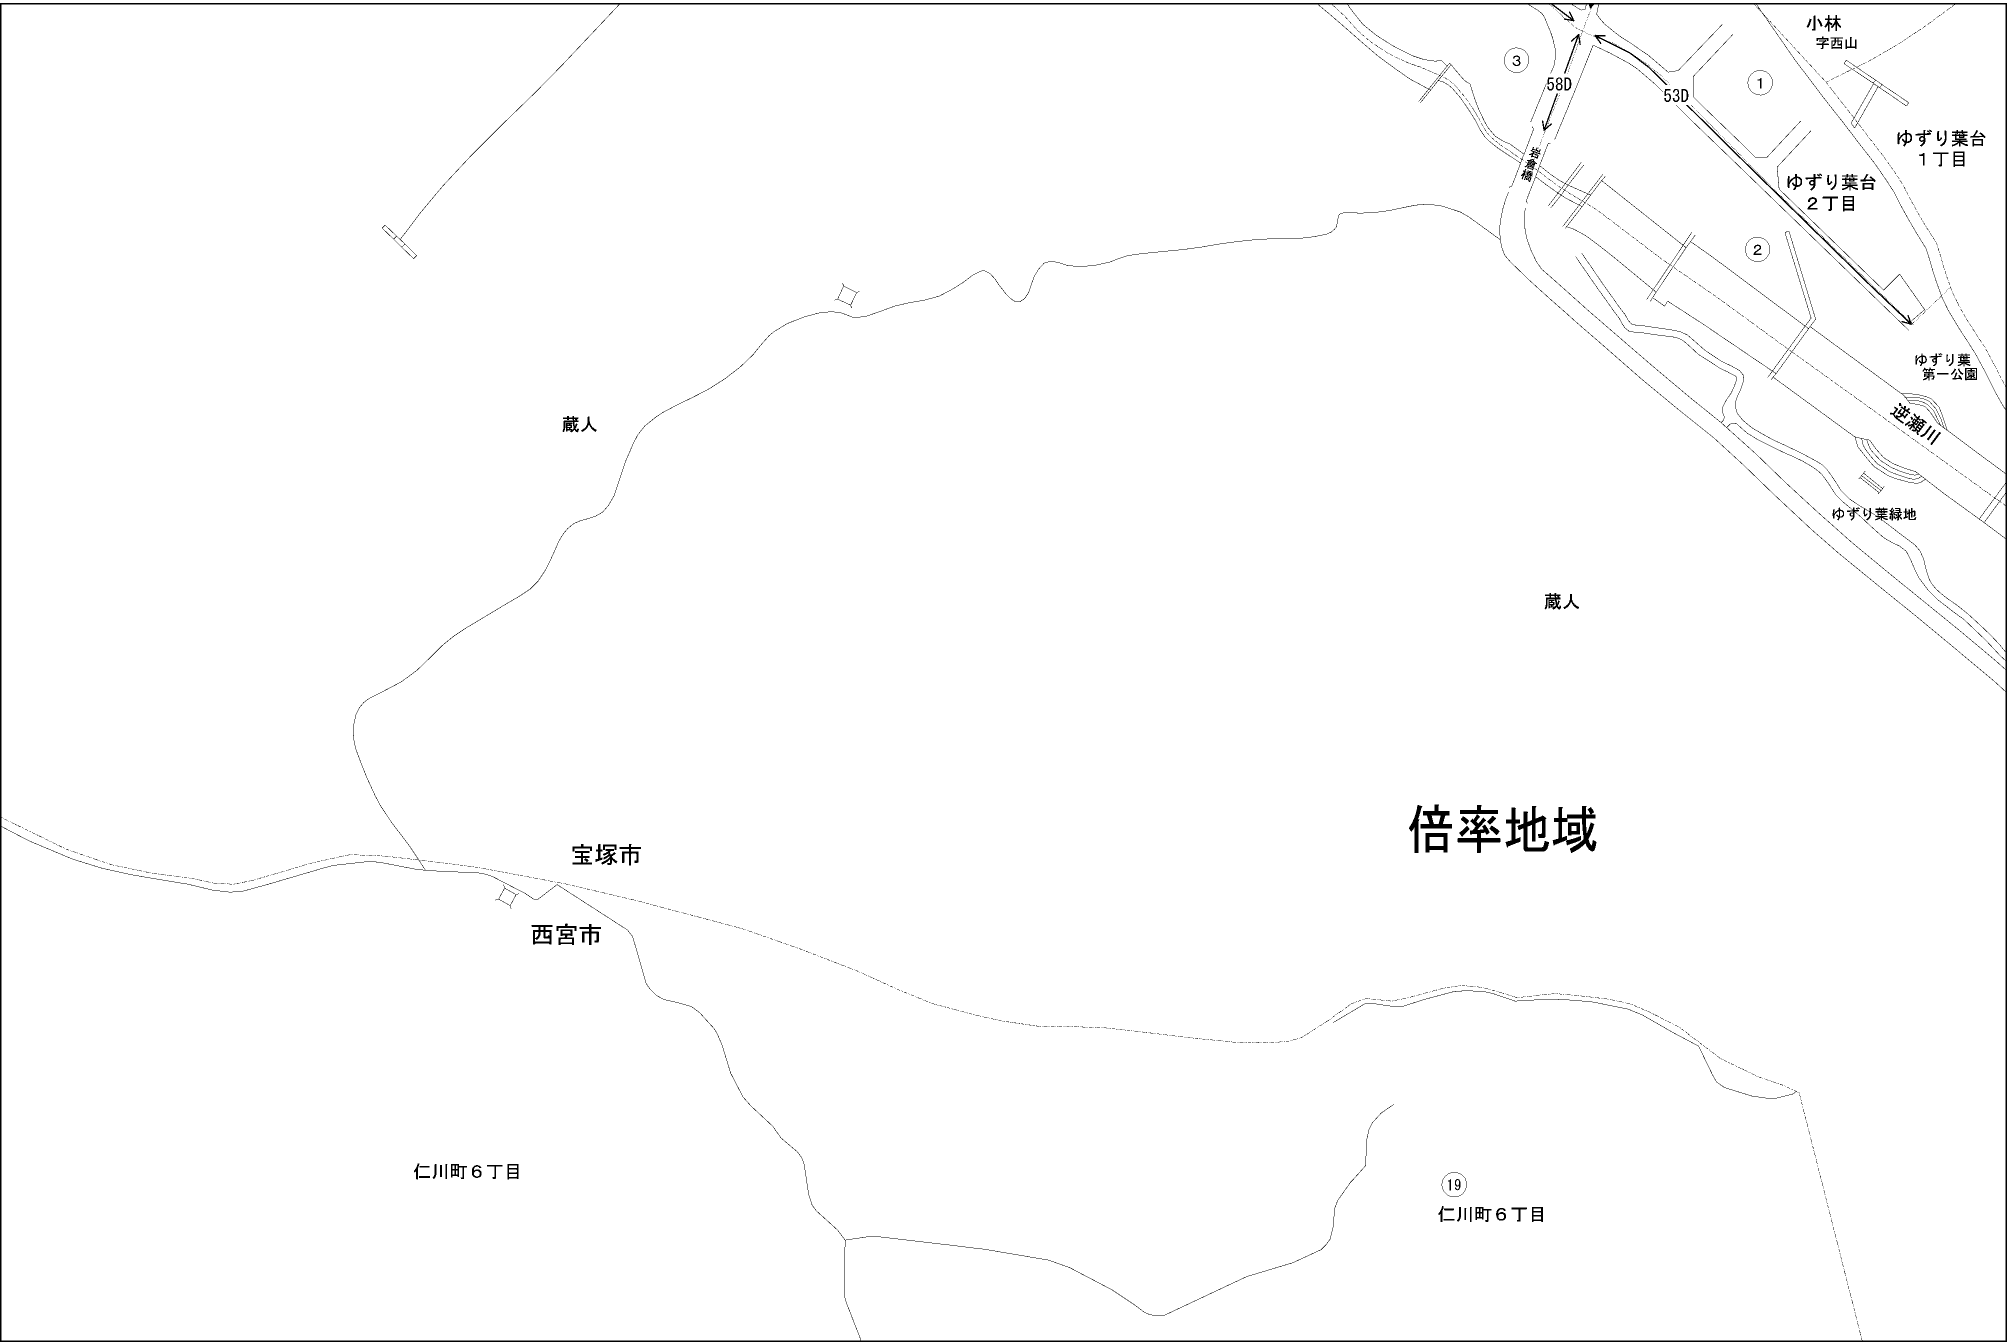 小林
字西山
③
58D
53D
①
ゆずり葉台
1丁目
岩倉橋
ゆずり葉台
2丁目
②
ゆずり葉
第一公園
逆瀬川
蔵人
ゆずり葉緑地
蔵人
倍率地域
宝塚市
西宮市
仁川町6丁目
⑲
仁川町6丁目